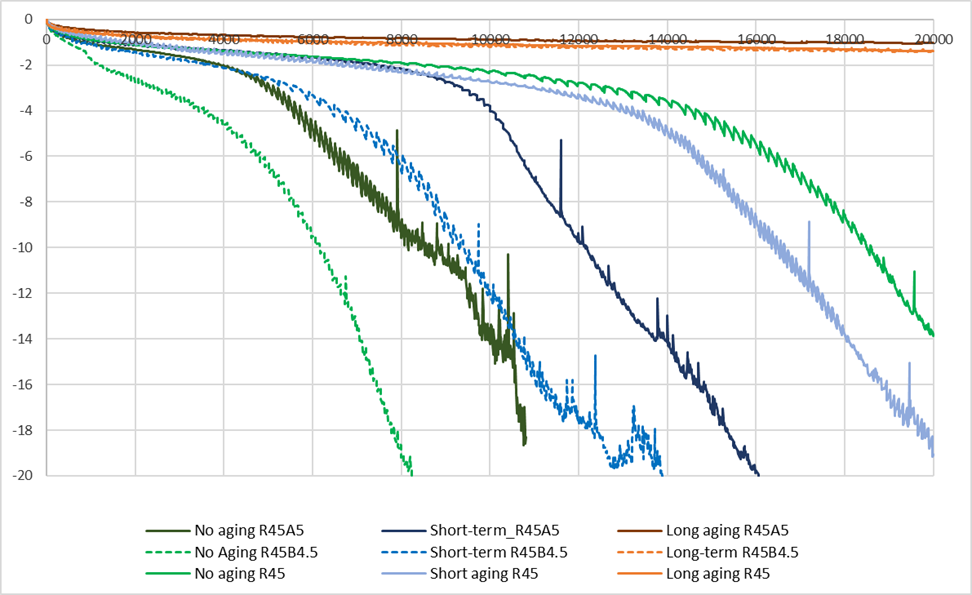 0
0 2000 4000 6000 8000 10000 12000 14000 16000 18000 20000
-2
-4
-6
-8
-10
-12
-14
-16
-18
-20
No aging R45A5 Short-term_R45A5 Long aging R45A5
No Aging R45B4.5 Short-term R45B4.5 Long-term R45B4.5
No aging R45 Short aging R45 Long aging R45